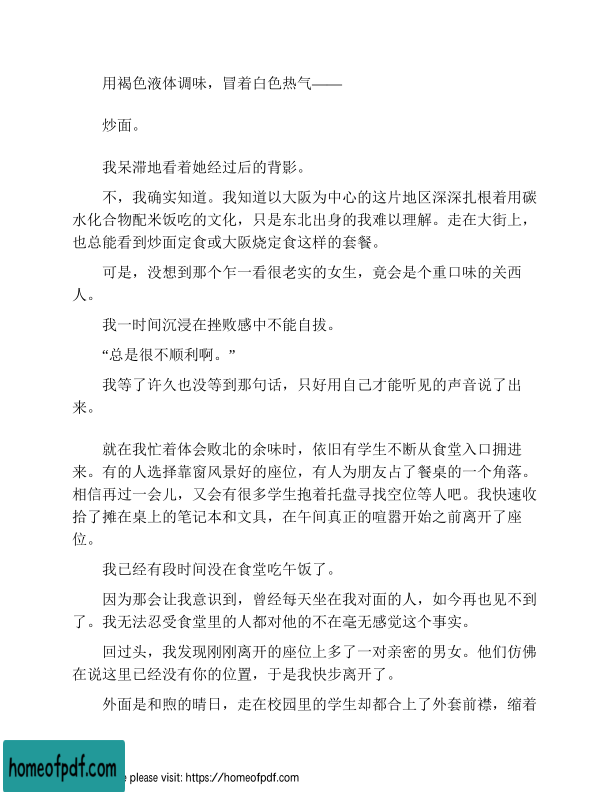 用褐色液体调味，冒着白色热气——
炒面。
我呆滞地看着她经过后的背影。
不，我确实知道。我知道以大阪为中心的这片地区深深扎根着用碳
水化合物配米饭吃的文化，只是东北出身的我难以理解。走在大街上，
也总能看到炒面定食或大阪烧定食这样的套餐。
可是，没想到那个乍一看很老实的女生，竟会是个重口味的关西
人。
我一时间沉浸在挫败感中不能自拔。
“总是很不顺利啊。”
我等了许久也没等到那句话，只好用自己才能听见的声音说了出
来。
就在我忙着体会败北的余味时，依旧有学生不断从食堂入口拥进
来。有的人选择靠窗风景好的座位，有人为朋友占了餐桌的一个角落。
相信再过一会儿，又会有很多学生抱着托盘寻找空位等人吧。我快速收
拾了摊在桌上的笔记本和文具，在午间真正的喧嚣开始之前离开了座
位。
我已经有段时间没在食堂吃午饭了。
因为那会让我意识到，曾经每天坐在我对面的人，如今再也见不到
了。我无法忍受食堂里的人都对他的不在毫无感觉这个事实。
回过头，我发现刚刚离开的座位上多了一对亲密的男女。他们仿佛
在说这里已经没有你的位置，于是我快步离开了。
外面是和煦的晴日，走在校园里的学生却都合上了外套前襟，缩着
homeofpdf.com
e please visit: https://homeofpdf.com